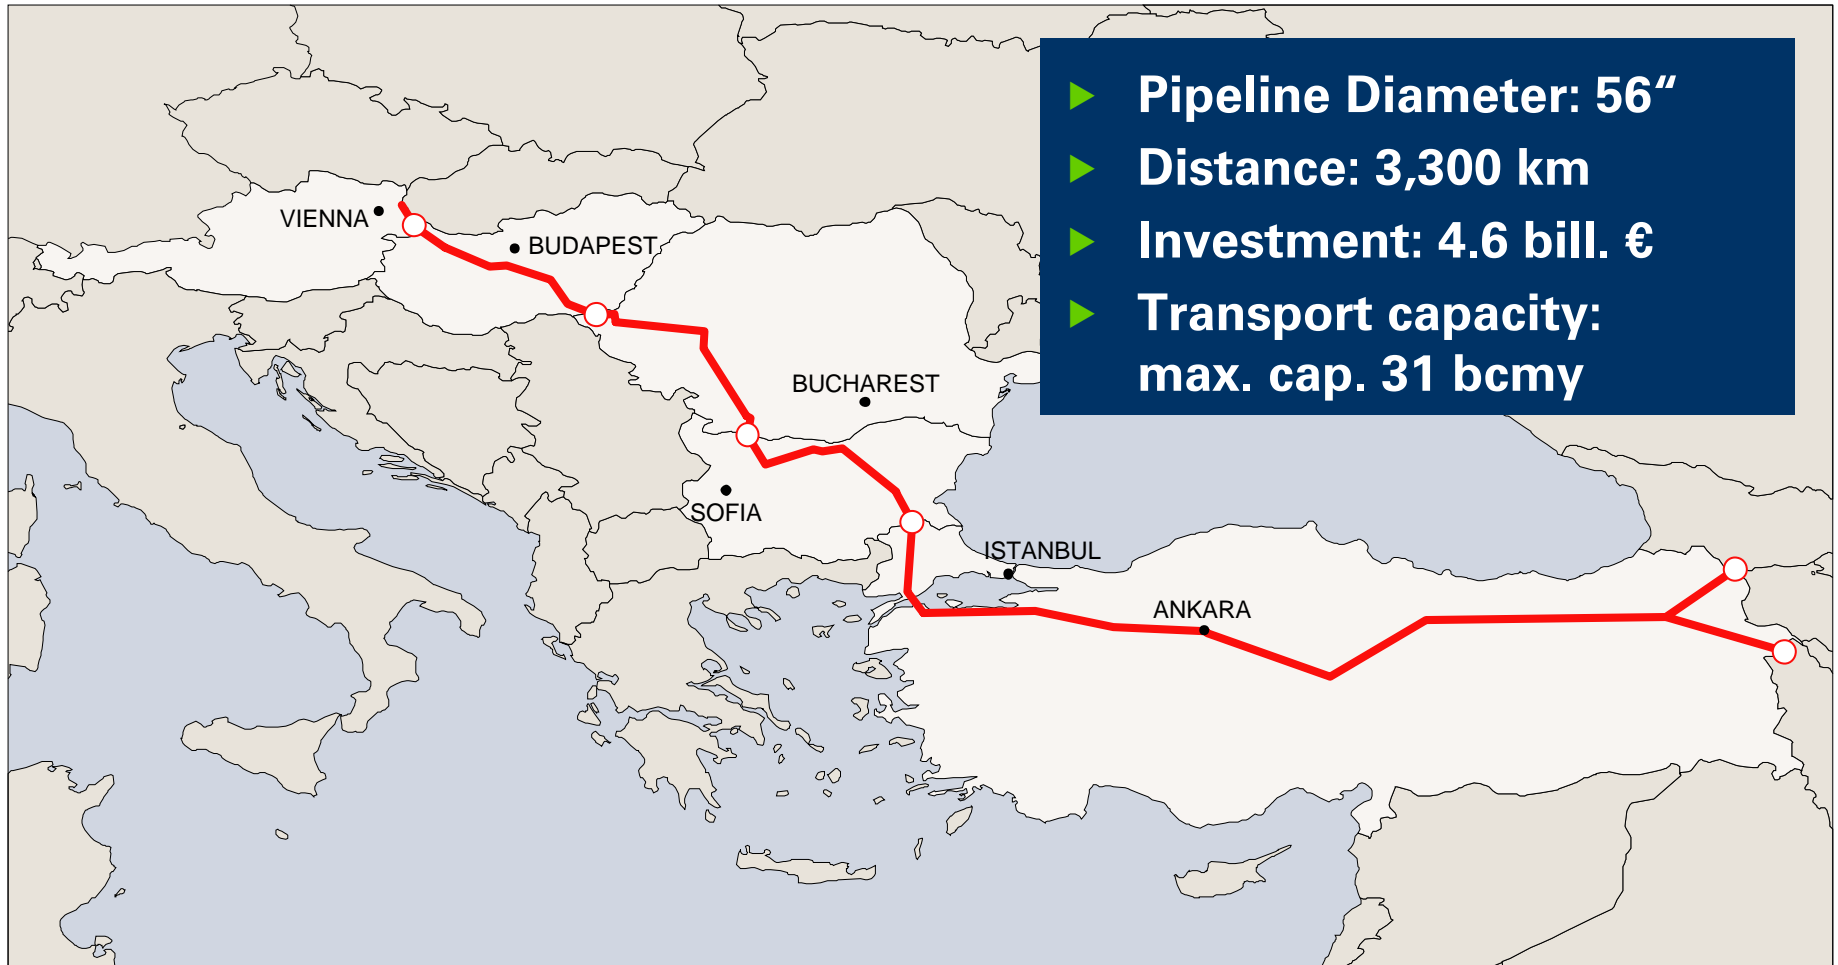 Pipeline Diameter: 56“
Distance: 3,300 km
Investment: 4.6 bill. €
Transport capacity:
max. cap. 31 bcmy
VIENNA
BUDAPEST
BUCHAREST
SOFIA
ISTANBUL
ANKARA